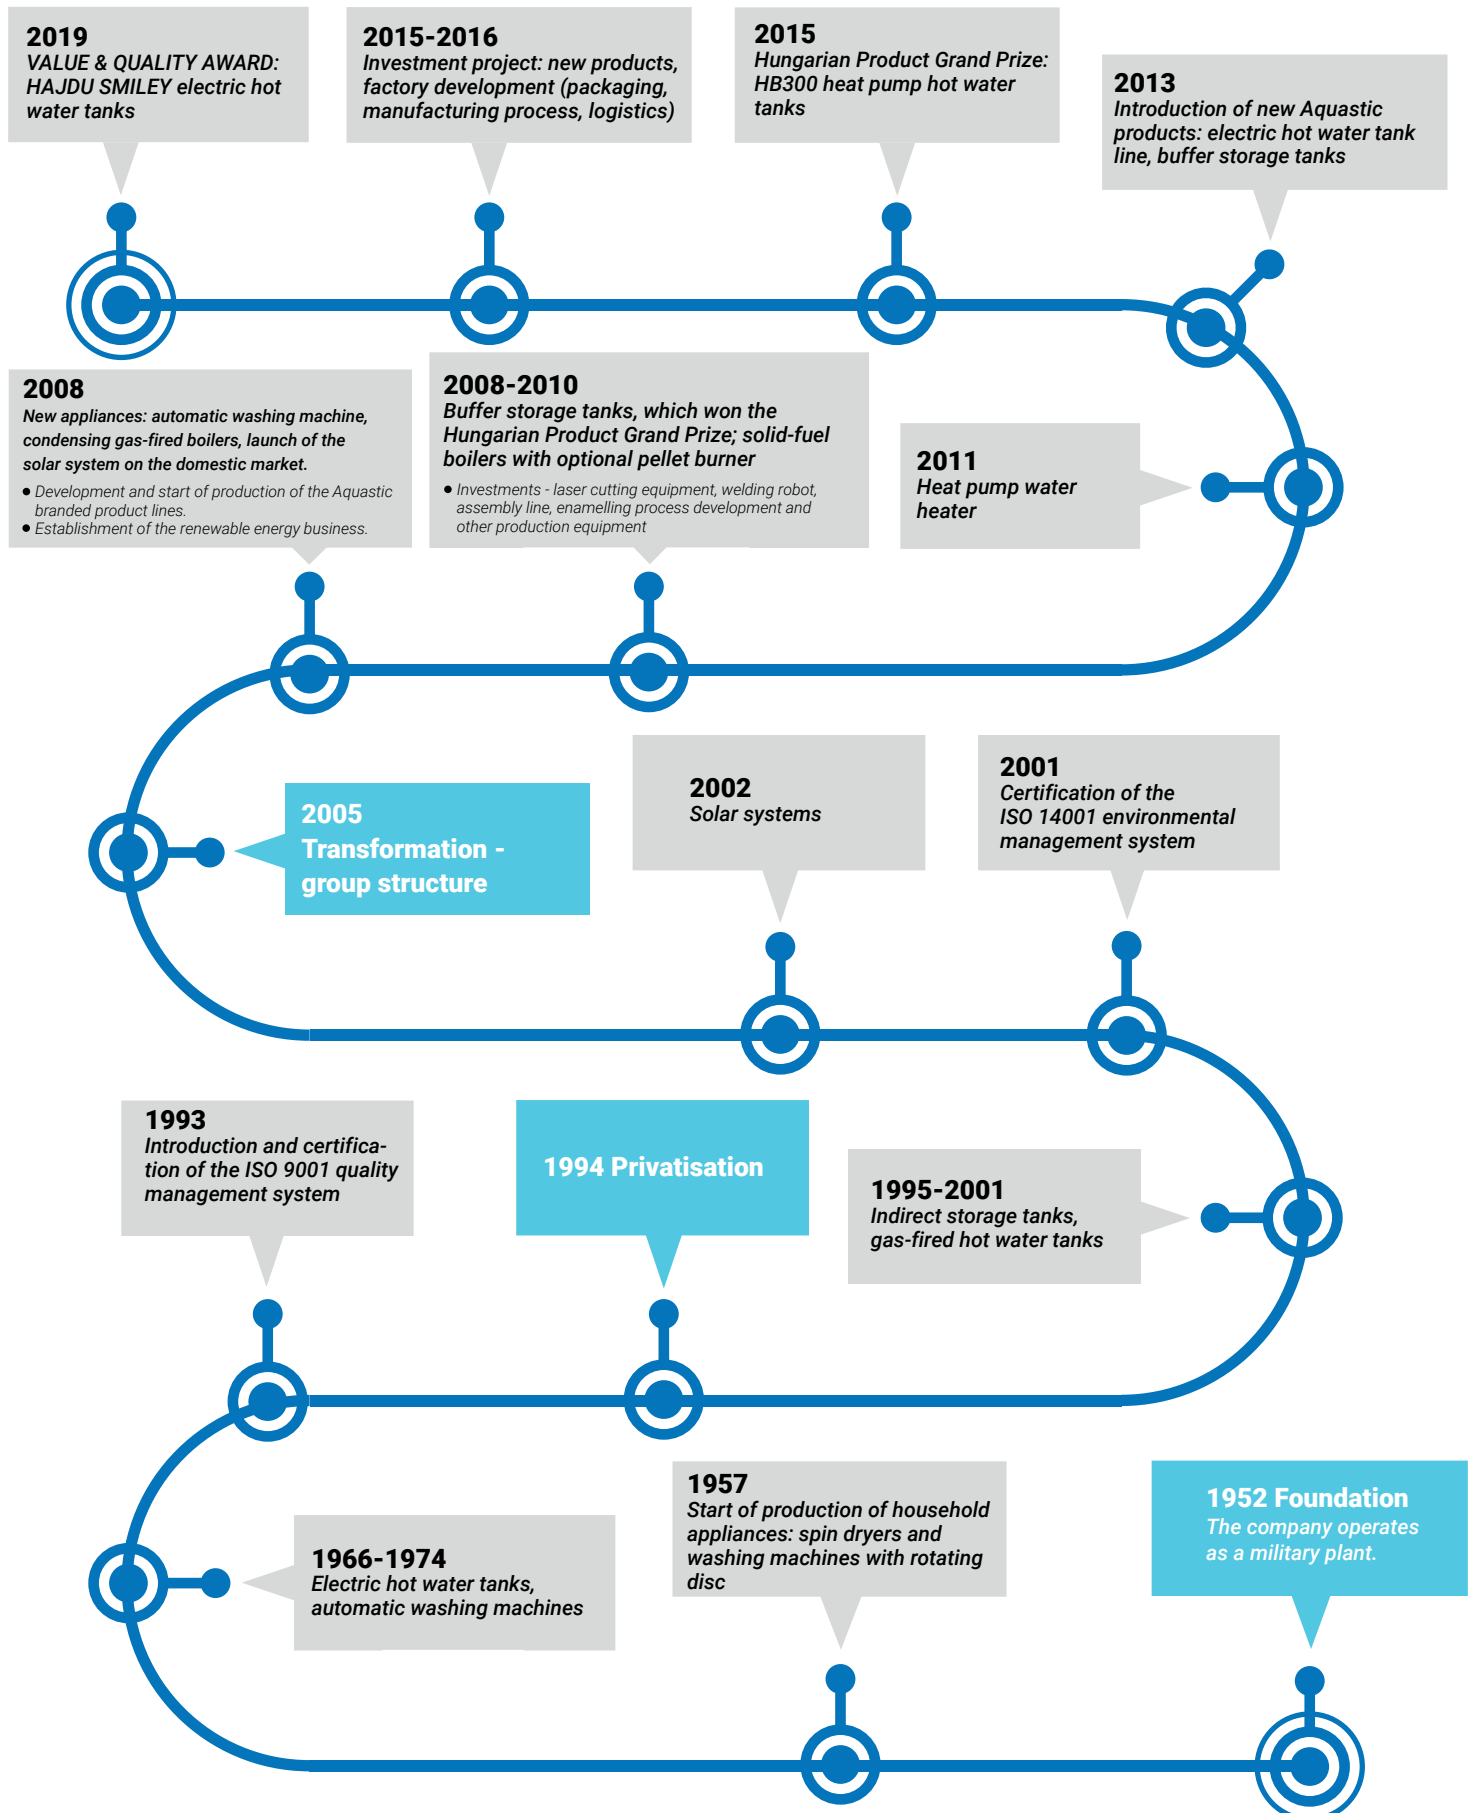 2019
VALUE & QUALITY AWARD:
HAJDU SMILEY electric hot
water tanks
2015-2016
Investment project: new products,
factory development (packaging,
manufacturing process, logistics)
2015
Hungarian Product Grand Prize:
HB300 heat pump hot water
tanks
2013
Introduction of new Aquastic
products: electric hot water tank
line, buffer storage tanks
2008
New appliances: automatic washing machine,
condensing gas-fired boilers, launch of the
solar system on the domestic market.
• Development and start of production of the Aquastic
branded product lines.
• Establishment of the renewable energy business.
2008-2010
Buffer storage tanks, which won the
Hungarian Product Grand Prize; solid-fuel
boilers with optional pellet burner
• Investments - laser cutting equipment, welding robot,
assembly line, enamelling process development and
other production equipment
2011
Heat pump water
heater
2005
Transformation -
group structure
2002
Solar systems
2001
Certification of the
ISO 14001 environmental
management system
1993
Introduction and certifica-
tion of the ISO 9001 quality
management system
1994 Privatisation
1995-2001
Indirect storage tanks,
gas-fired hot water tanks
1966-1974
Electric hot water tanks,
automatic washing machines
1957
Start of production of household
appliances: spin dryers and
washing machines with rotating
disc
1952 Foundation
The company operates
as a military plant.